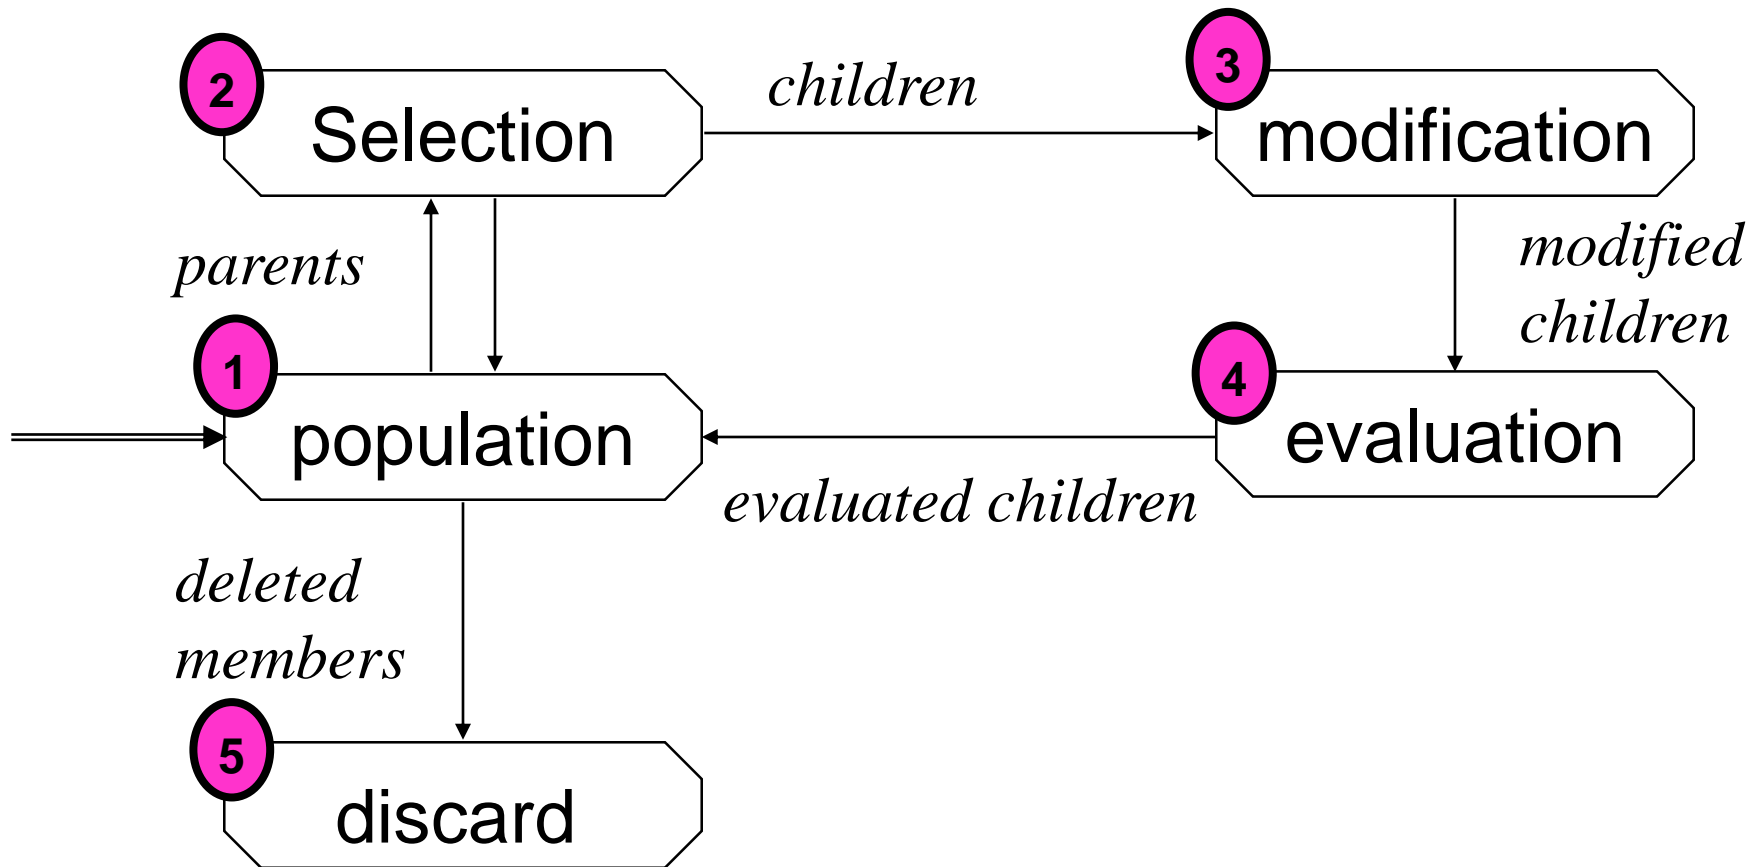 2
Selection
children
3
modification
parents
modified
children
1
population
4
evaluation
evaluated children
deleted
members
5
discard